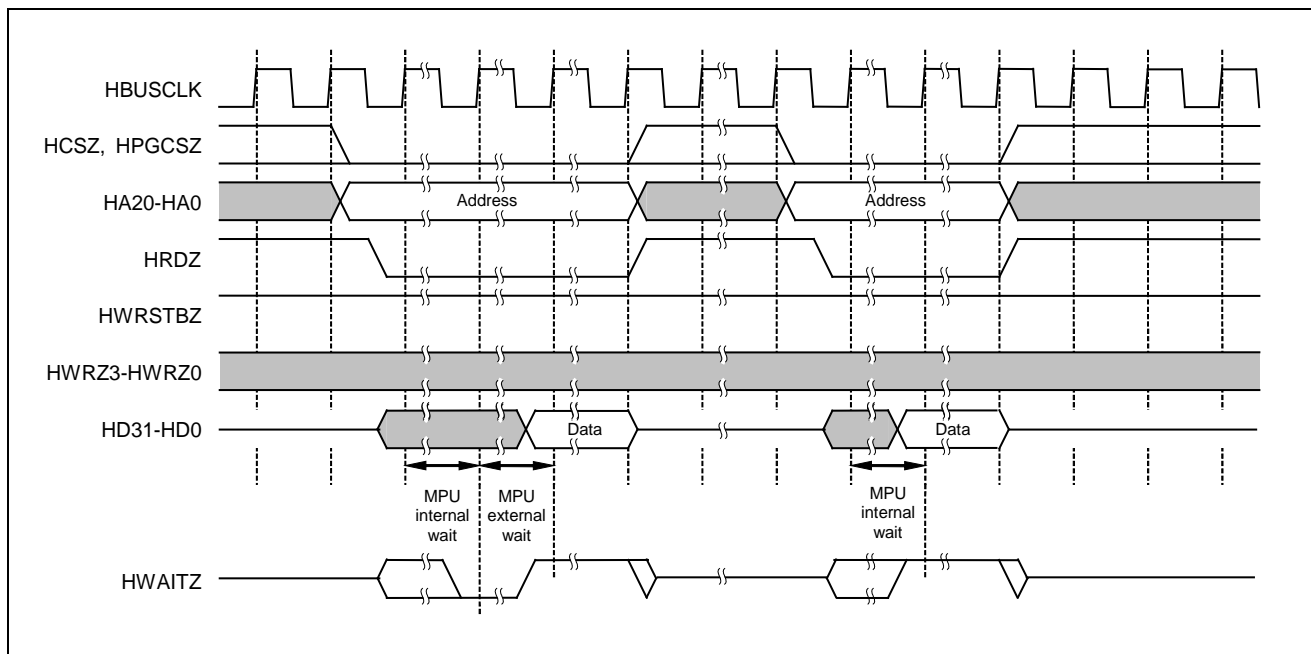 HBUSCLK
HCSZ, HPGCSZ
HA20-HA0
Address
Address
HRDZ
HWRSTBZ
HWRZ3-HWRZ0
HD31-HD0
Data
Data
MPU
internal
wait
MPU
external
wait
MPU
internal
wait
HWAITZ